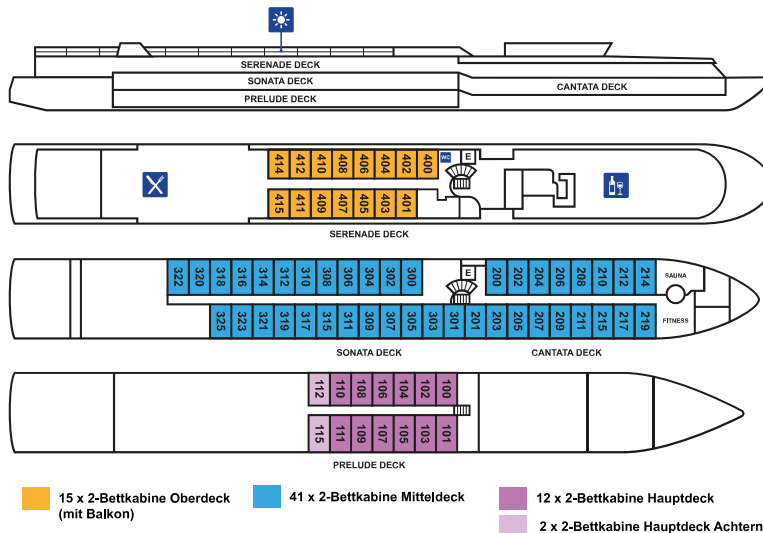 SERENADE DECK
SONATA DECK
PRELUDE DECK
CANTATA DECK
414 412 410 408 406 404 402 400 WC E
415 411 409 407 405 403 401
SERENADE DECK
322 320 318 316 314 312 310 308 306 304 302 300 E 200 202 204 206 208 210 212 214 SAUNA
325 323 321 319 317 315 311 309 307 305 303 301 201 203 205 207 209 211 215 217 219 FITNESS
SONATA DECK CANTATA DECK
112 110 108 106 104 102 100
115 111 109 107 105 103 101
PRELUDE DECK
15 x 2-Bettkabine Oberdeck
(mit Balkon)
41 x 2-Bettkabine Mitteldeck
12 x 2-Bettkabine Hauptdeck
2 x 2-Bettkabine Hauptdeck Achtern